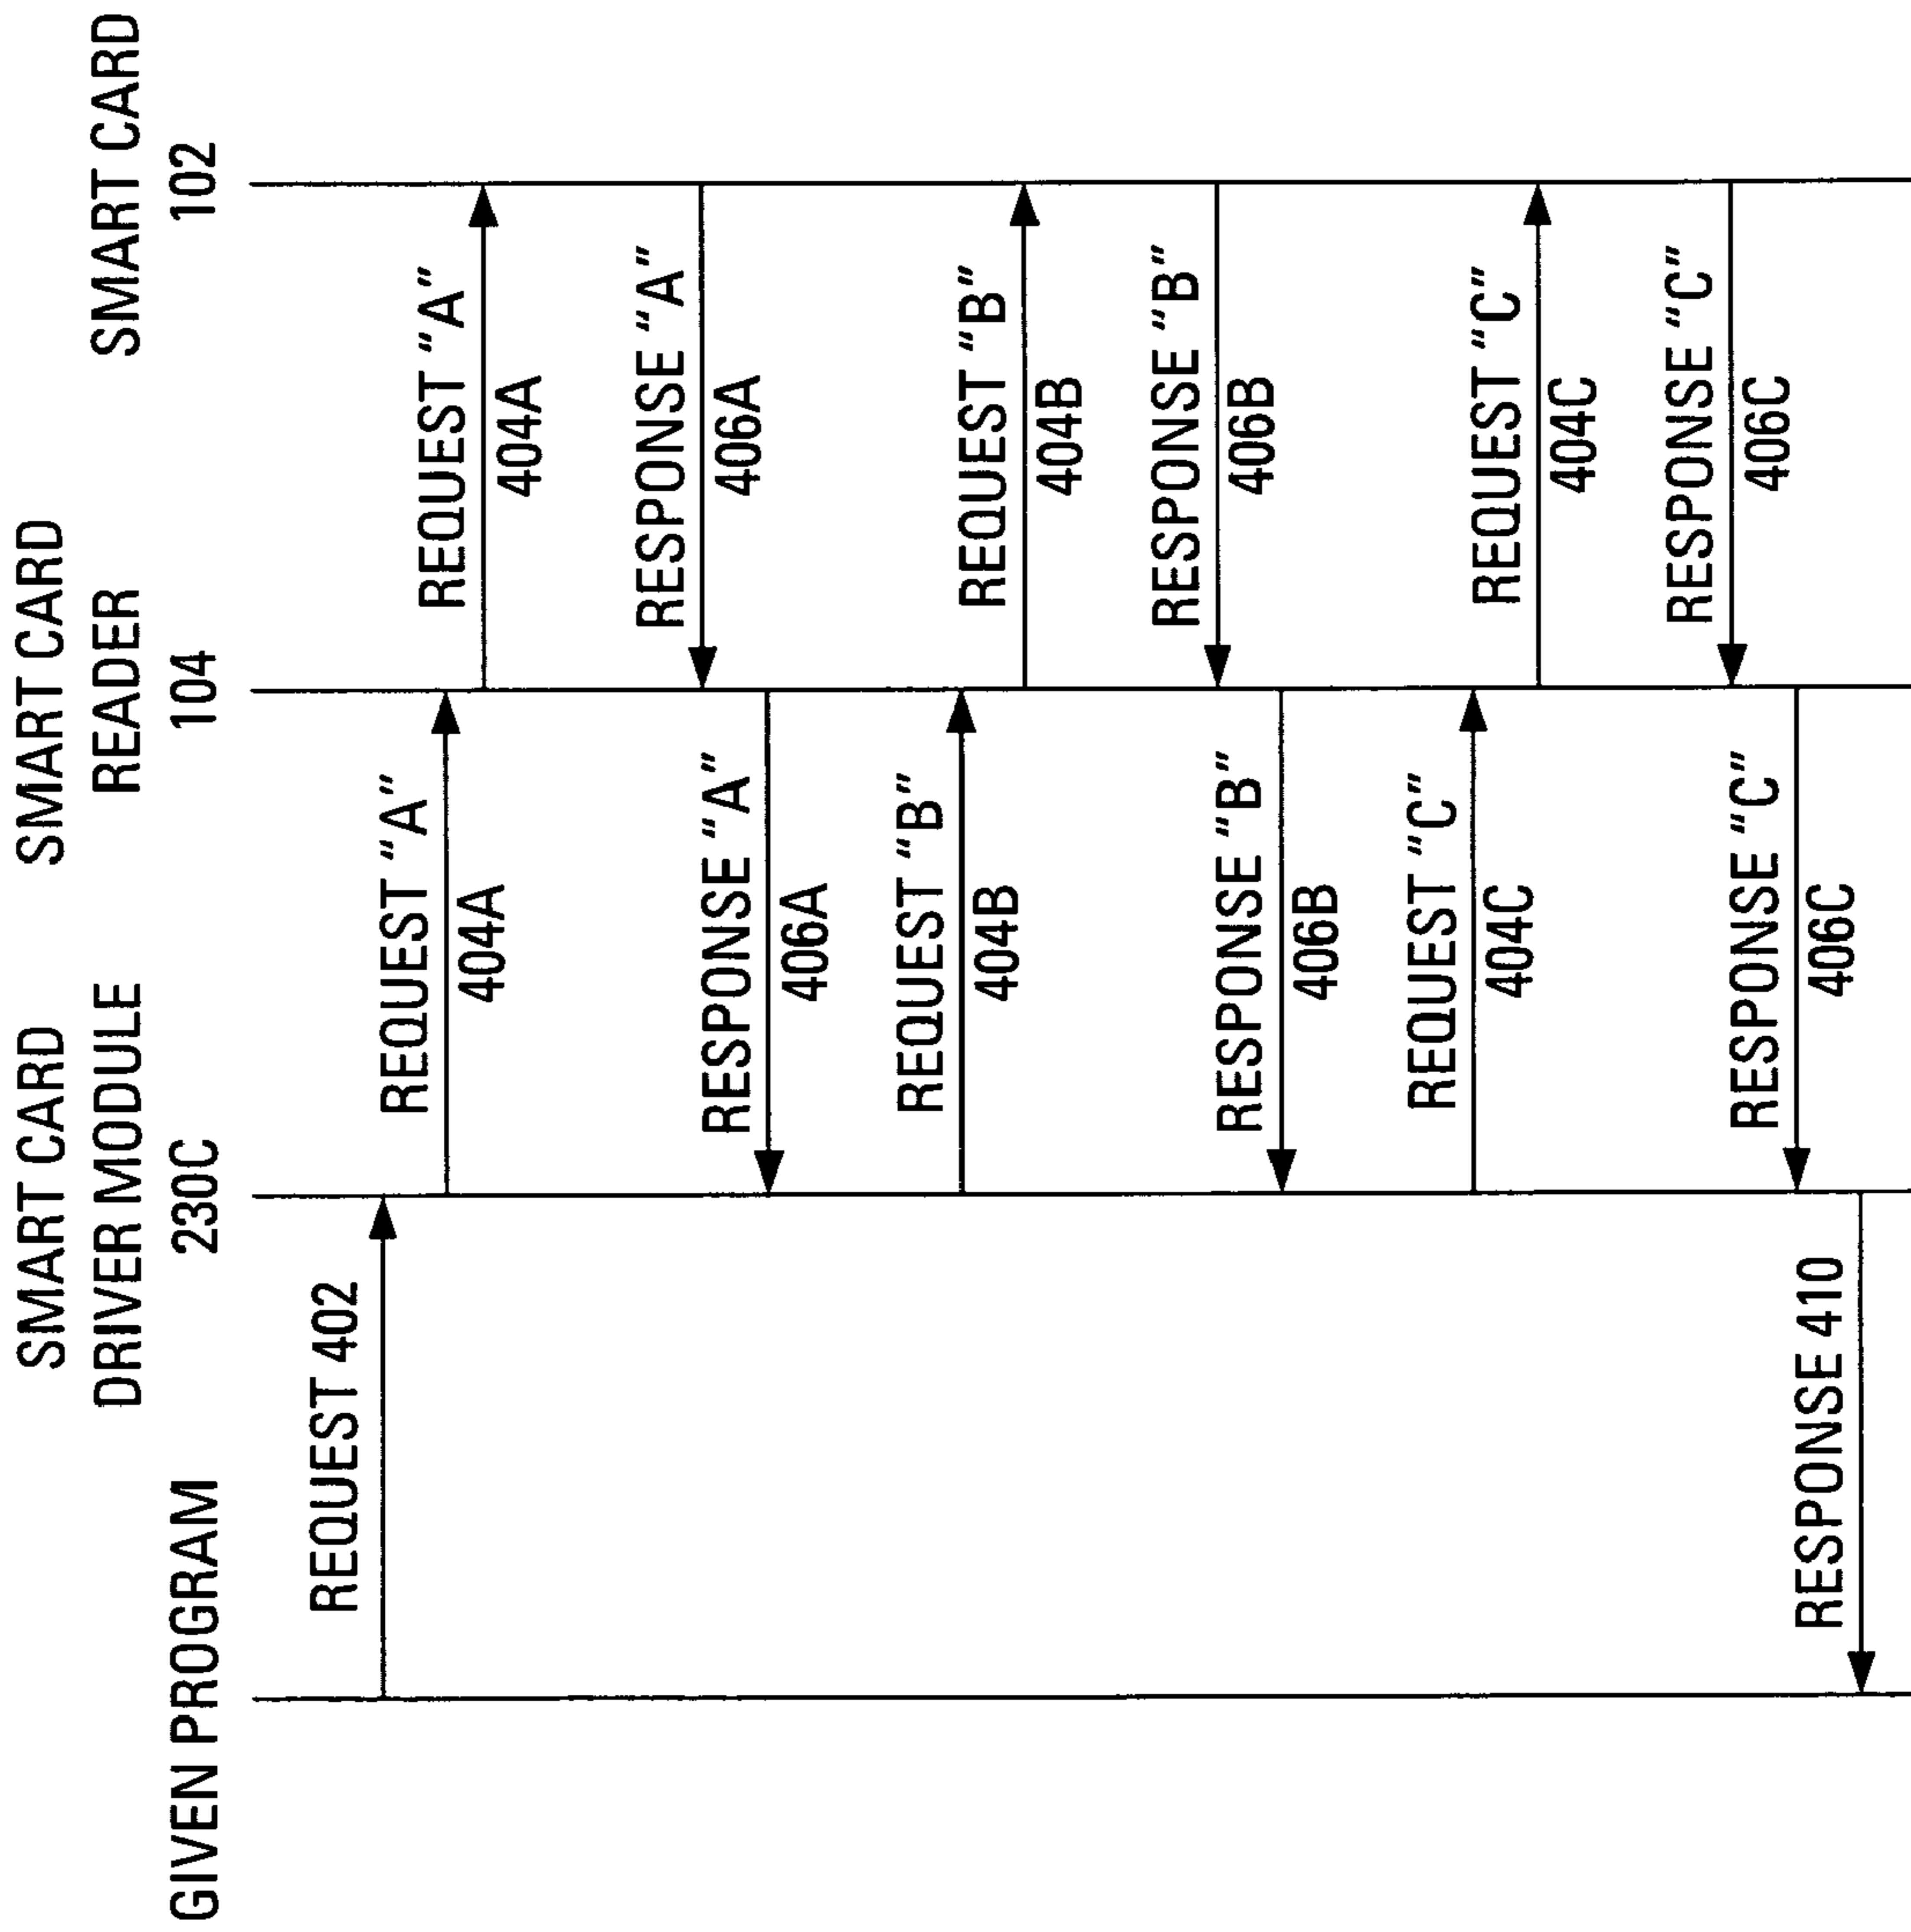 SMART CARD
DRIVER MODULE
SMART CARD
READER
SMART CARD
GIVEN PROGRAM
230C
104
102
REQUEST 402
REQUEST "A"
404A
REQUEST "A"
404A
RESPONSE "A"
406A
RESPONSE "A"
406A
REQUEST "B"
404B
REQUEST "B"
404B
RESPONSE "B"
406B
RESPONSE "B"
406B
REQUEST "C"
404C
REQUEST "C"
404C
RESPONSE "C"
406C
RESPONSE "C"
406C
RESPONSE 410